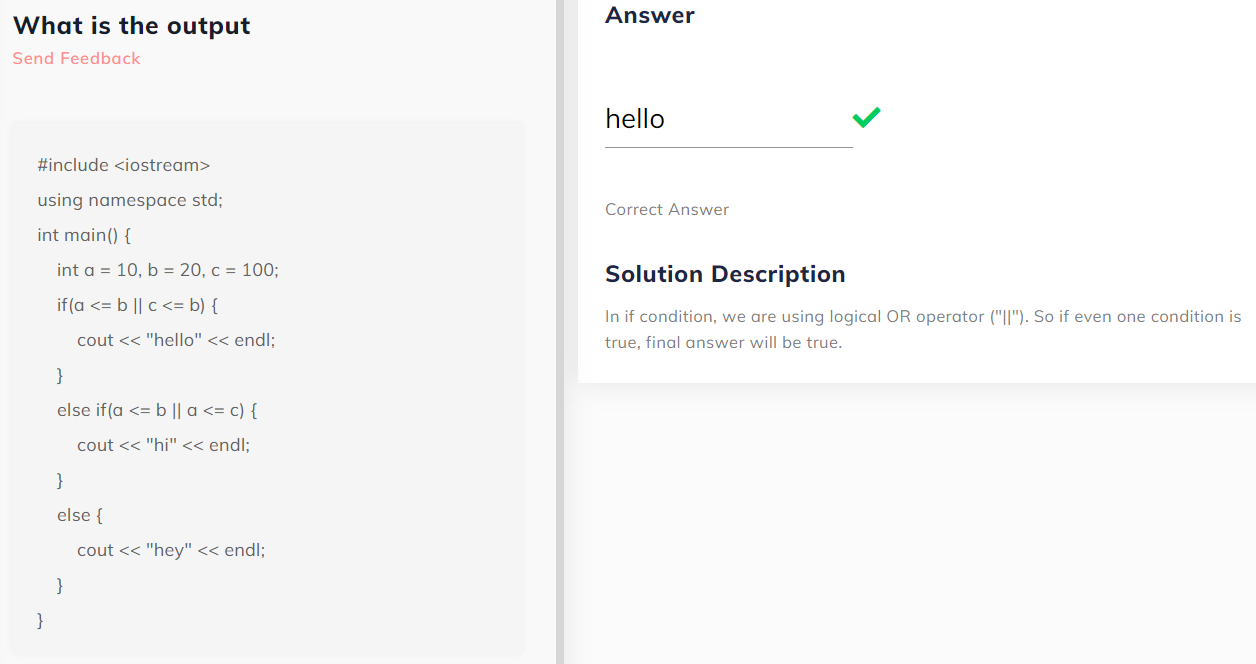 What is the output
Send Feedback
#include <iostream>
using namespace std;
int main() {
    int a = 10, b = 20, c = 100;
    if(a <= b || c <= b) {
        cout << "hello" << endl;
    }
    else if(a <= b || a <= c) {
        cout << "hi" << endl;
    }
    else {
        cout << "hey" << endl;
    }
}
Answer
hello
Correct Answer
Solution Description
In if condition, we are using logical OR operator ("||"). So if even one condition is
true, final answer will be true.